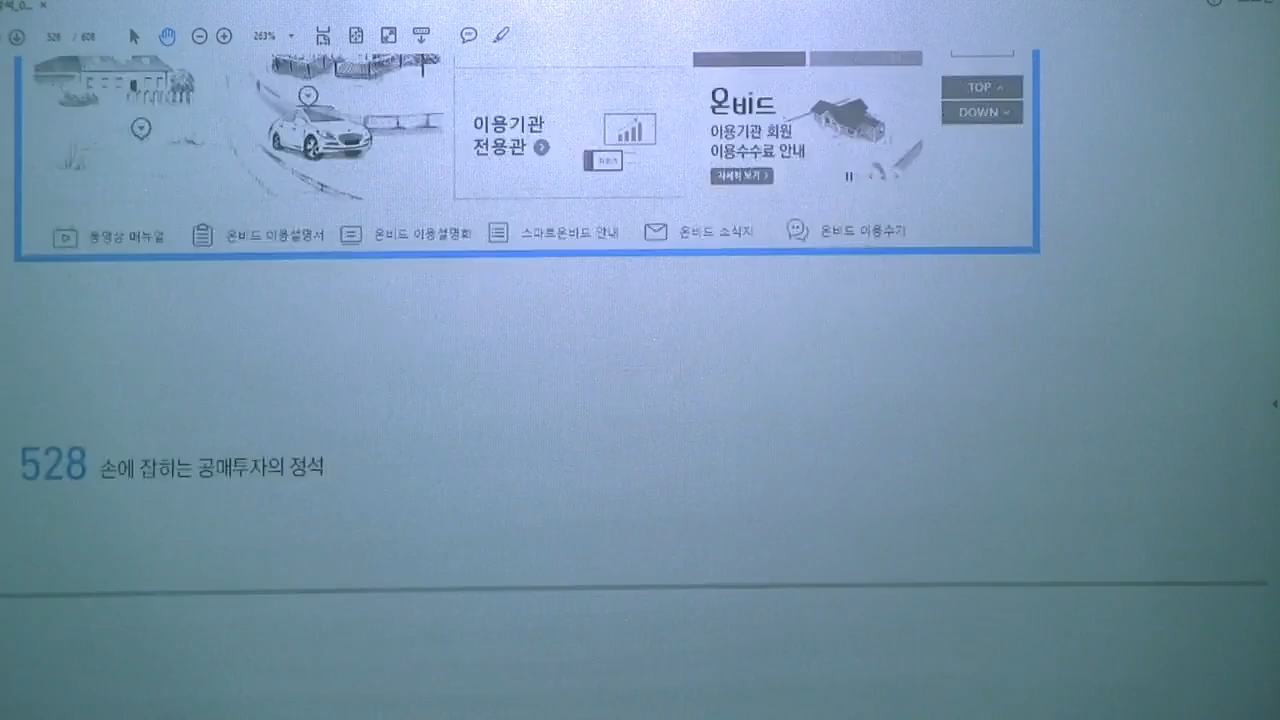 528 / 608
263%
TOP
DOWN
이용기관
전용관
온비드
이용기관 회원
이용수수료 안내
자세히 보기
동영상 매뉴얼
온비드 이용설명서
온비드 이용설명회
스마트온비드 안내
온비드 소식지
온비드 이용수기
528 손에 잡히는 공매투자의 정석